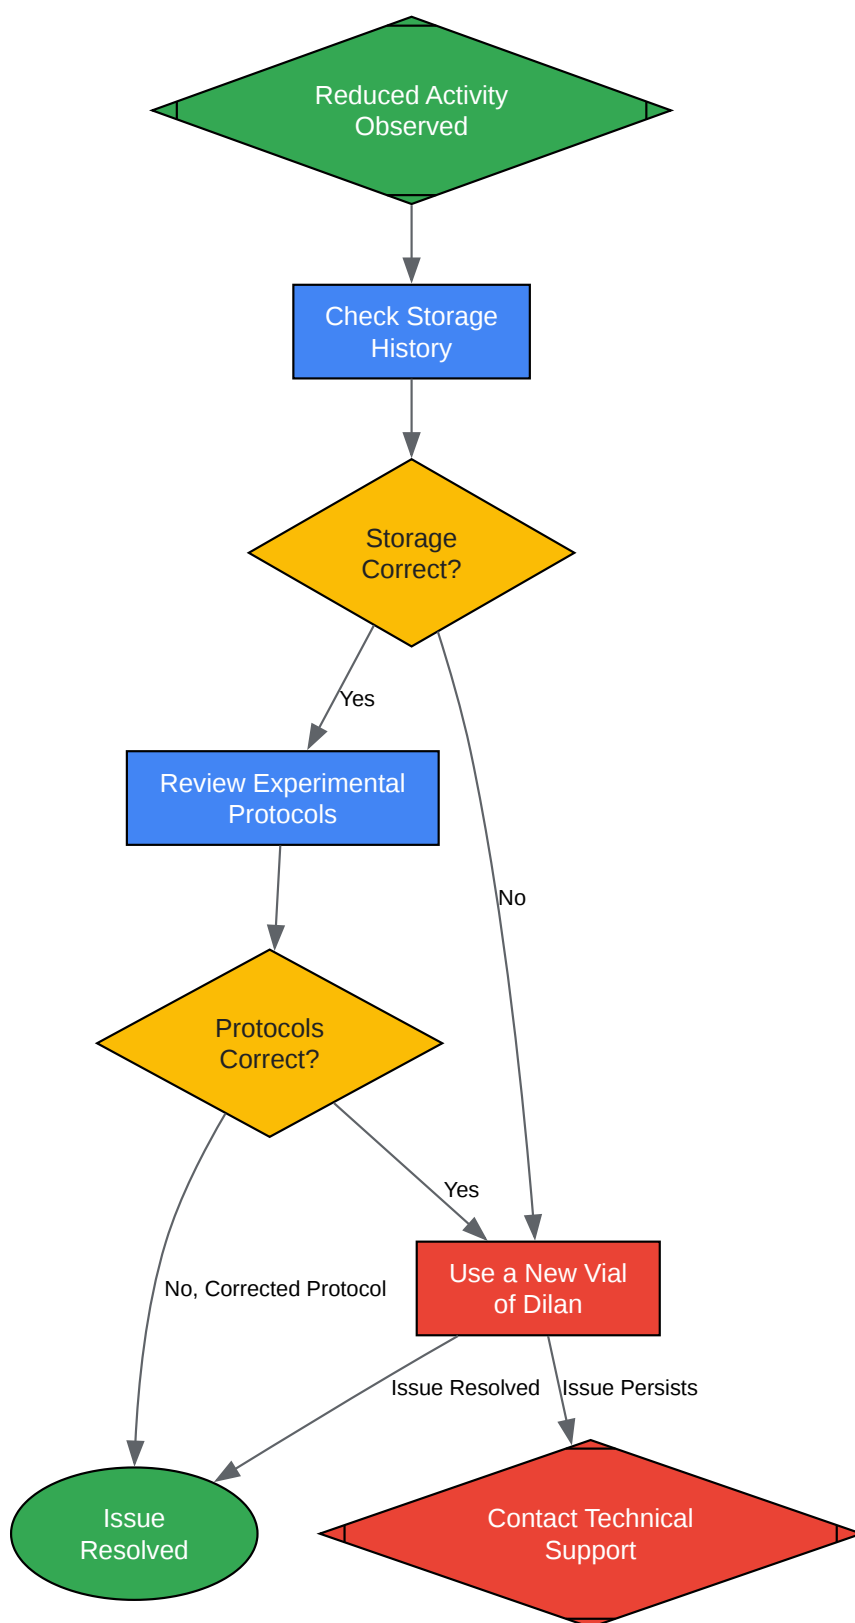 Reduced Activity
Observed
Check Storage
History
Storage
Correct?
Yes
Review Experimental
Protocols
No
Protocols
Correct?
Yes
No, Corrected Protocol
Use a New Vial
of Dilan
Issue Resolved
Issue Persists
Issue
Resolved
Contact Technical
Support